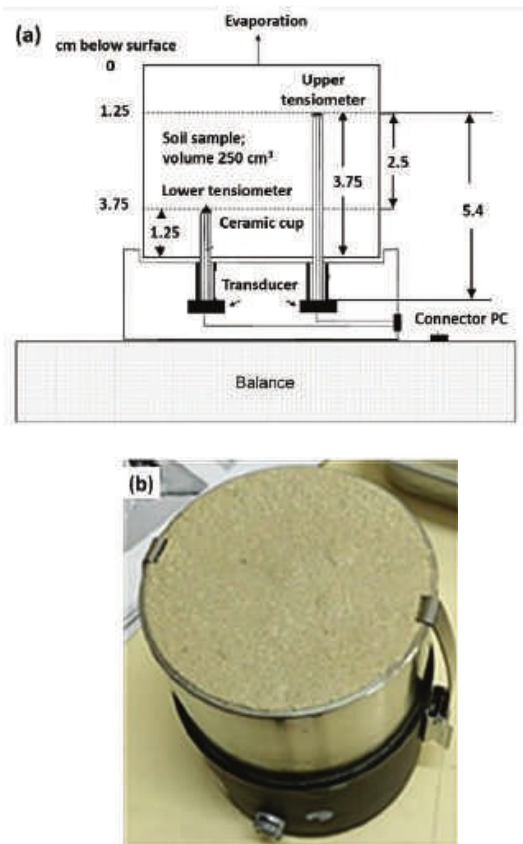 (a)
Evaporation
cm below surface
0
Upper
tensiometer
1.25
Soil sample;
volume 250 cm³
2.5
3.75
Lower tensiometer
3.75
5.4
Ceramic cup
1.25
Transducer
Connector PC
Balance
(b)